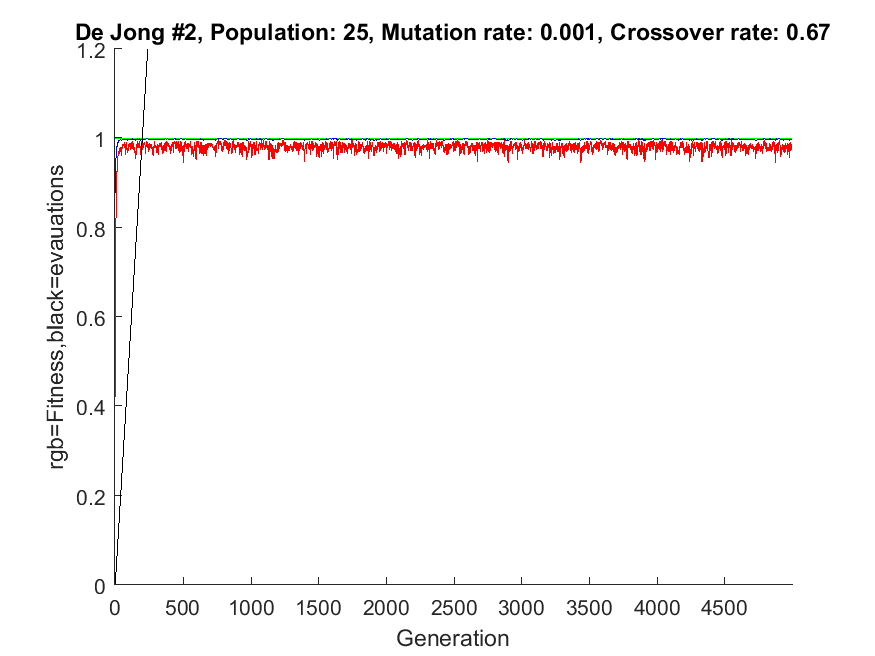 De Jong #2, Population: 25, Mutation rate: 0.001, Crossover rate: 0.67
1.2
1
0.8
0.6
0.4
0.2
0
rgb=Fitness,black=evauations
0 500 1000 1500 2000 2500 3000 3500 4000 4500
Generation